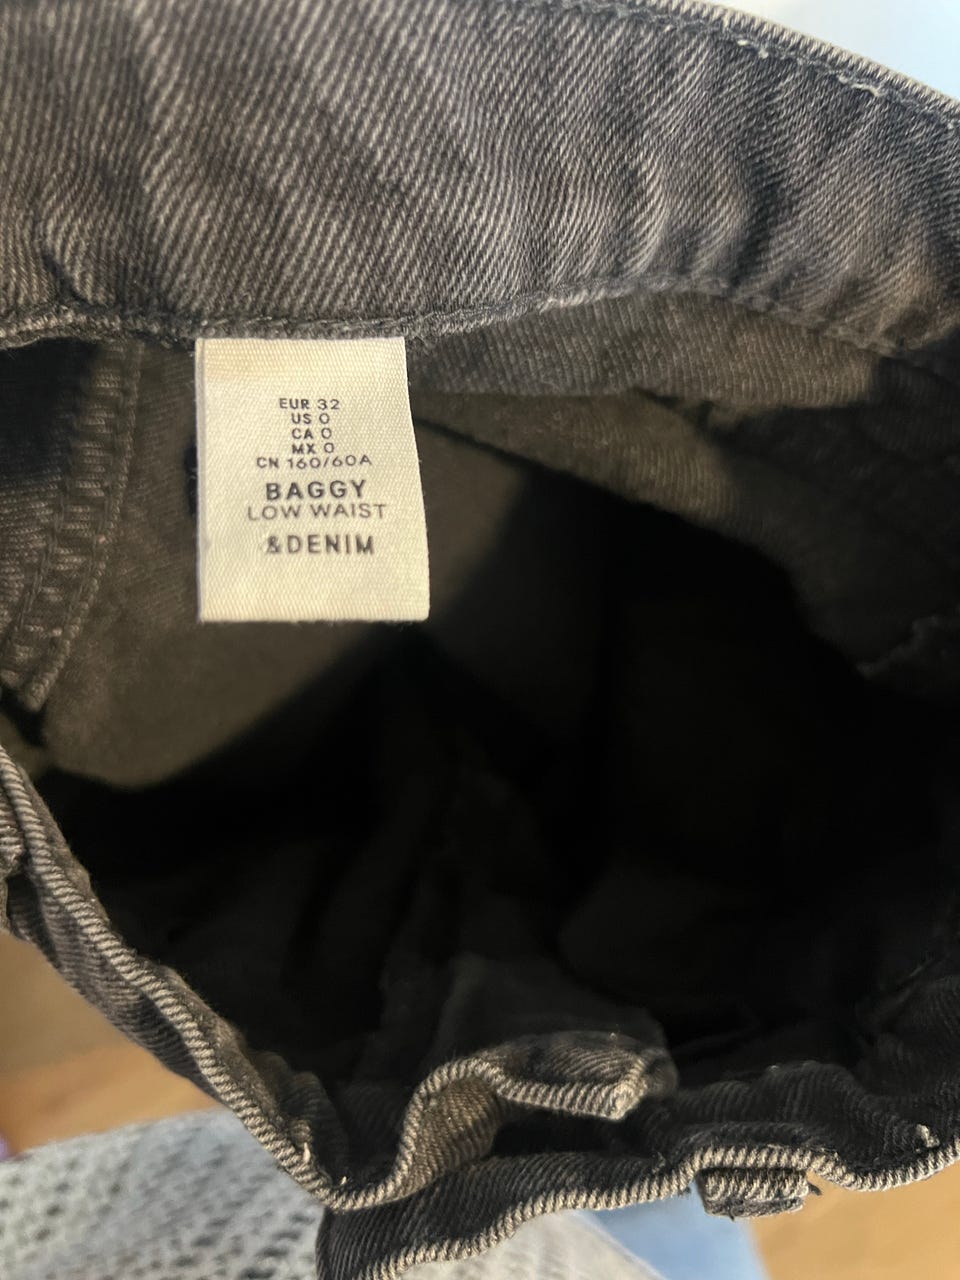 EUR 32
US 0
CA 0
MX 0
CN 160/60A
BAGGY
LOW WAIST
&DENIM